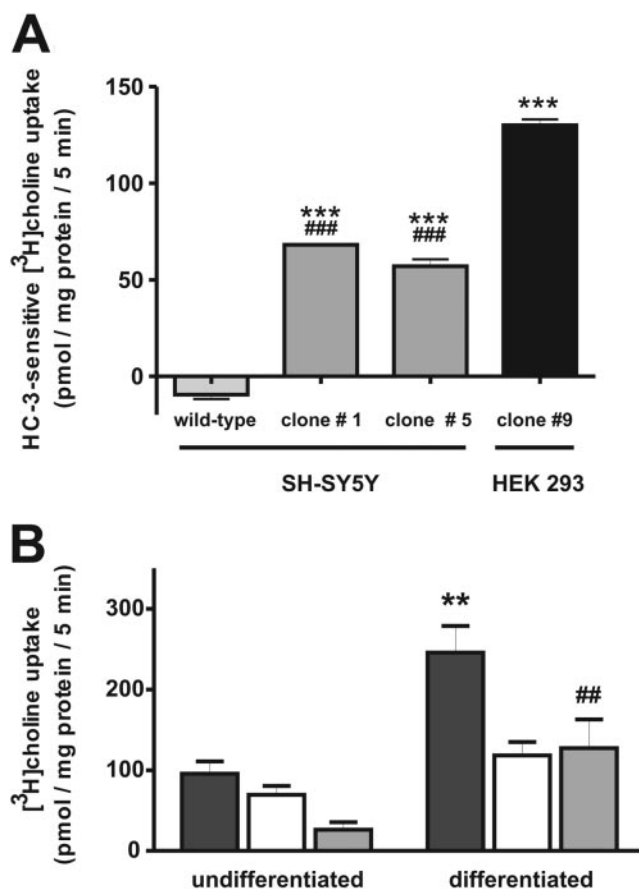 A
HC-3-sensitive [³H]choline uptake
(pmol / mg protein / 5 min)
150
100
50
0
***
***
###
***
###
wild-type clone # 1 clone # 5 clone #9
SH-SY5Y HEK 293
B
[³H]choline uptake
(pmol / mg protein / 5 min)
300
200
100
0
**
##
undifferentiated differentiated